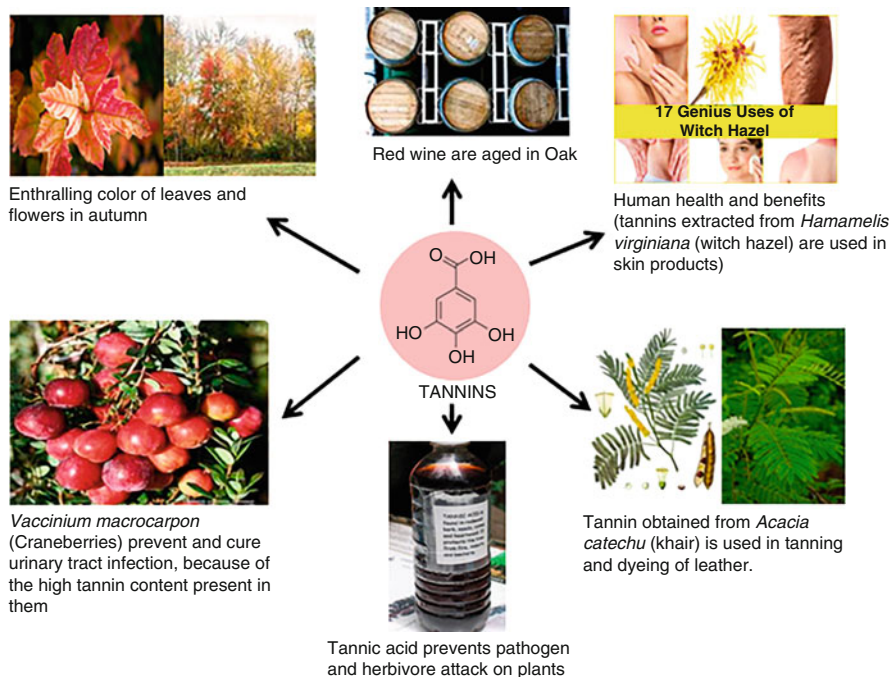 Enthralling color of leaves and
flowers in autumn
Red wine are aged in Oak
17 Genius Uses of
Witch Hazel
Human health and benefits
(tannins extracted from Hamamelis
virginiana (witch hazel) are used in
skin products)
O
OH
HO
OH
OH
TANNINS
Vaccinium macrocarpon
(Craneberries) prevent and cure
urinary tract infection, because of
the high tannin content present in
them
TANNIC ACID
Tannic acid prevents pathogen
and herbivore attack on plants
Tannin obtained from Acacia
catechu (khair) is used in tanning
and dyeing of leather.